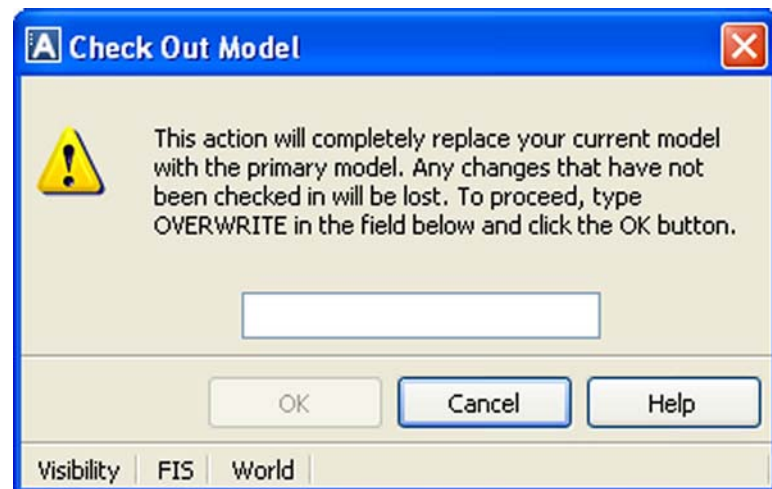 A Check Out Model
This action will completely replace your current model
with the primary model. Any changes that have not
been checked in will be lost. To proceed, type
OVERWRITE in the field below and click the OK button.
OK Cancel Help
Visibility FIS World